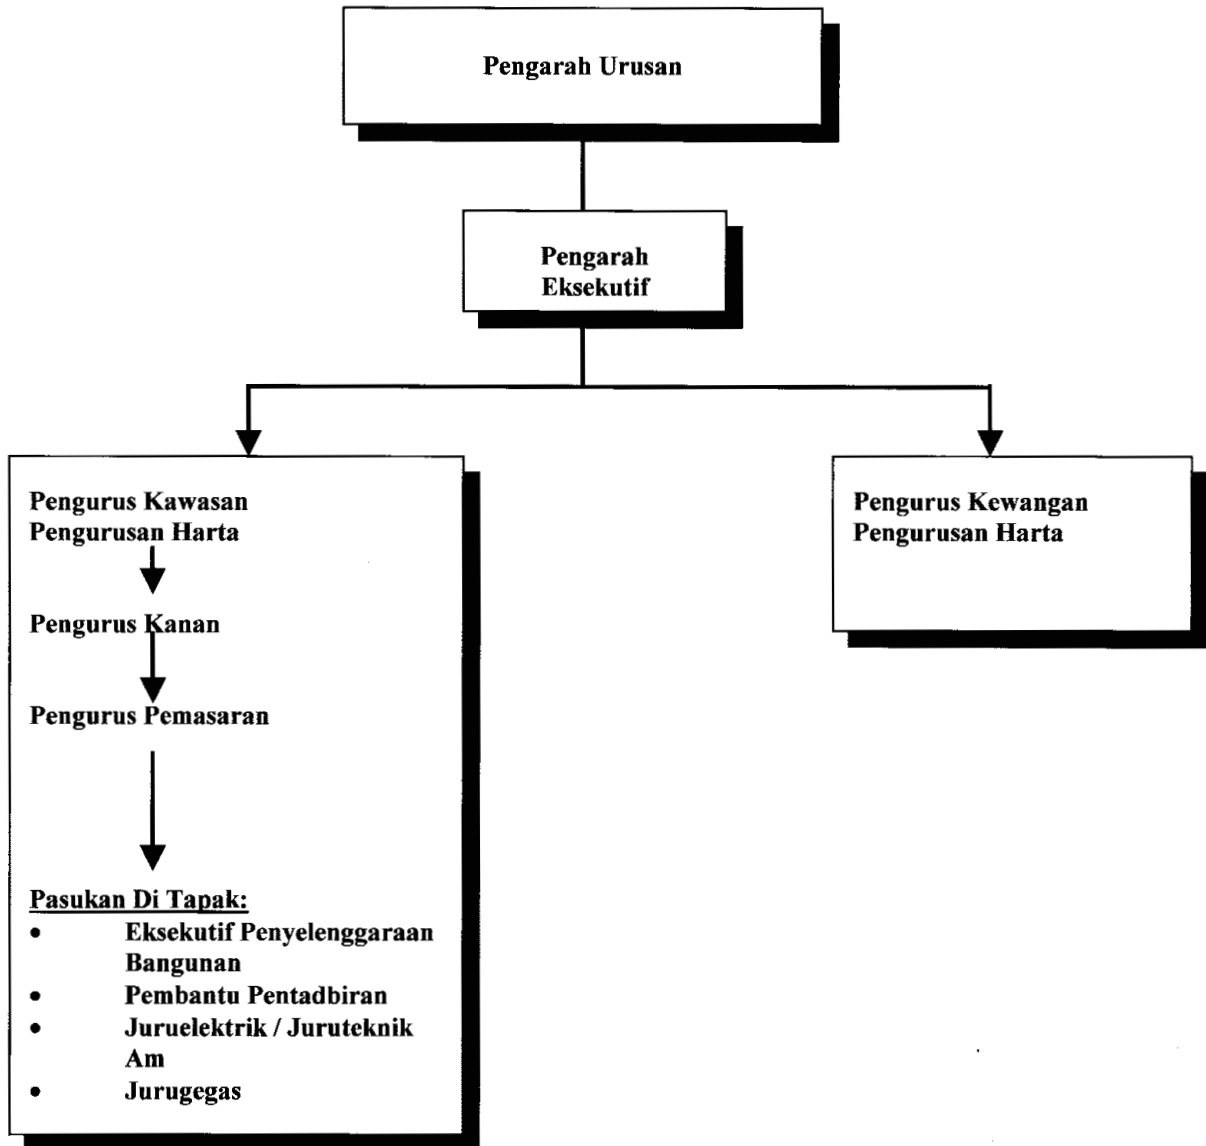 Pengarah Urusan
Pengarah
Eksekutif
Pengurus Kawasan
Pengurusan Harta
Pengurus Kanan
Pengurus Pemasaran
Pasukan Di Tapak:
• Eksekutif Penyelenggaraan
Bangunan
• Pembantu Pentadbiran
• Juruelektrik / Juruteknik
Am
• Jurugegas
Pengurus Kewangan
Pengurusan Harta